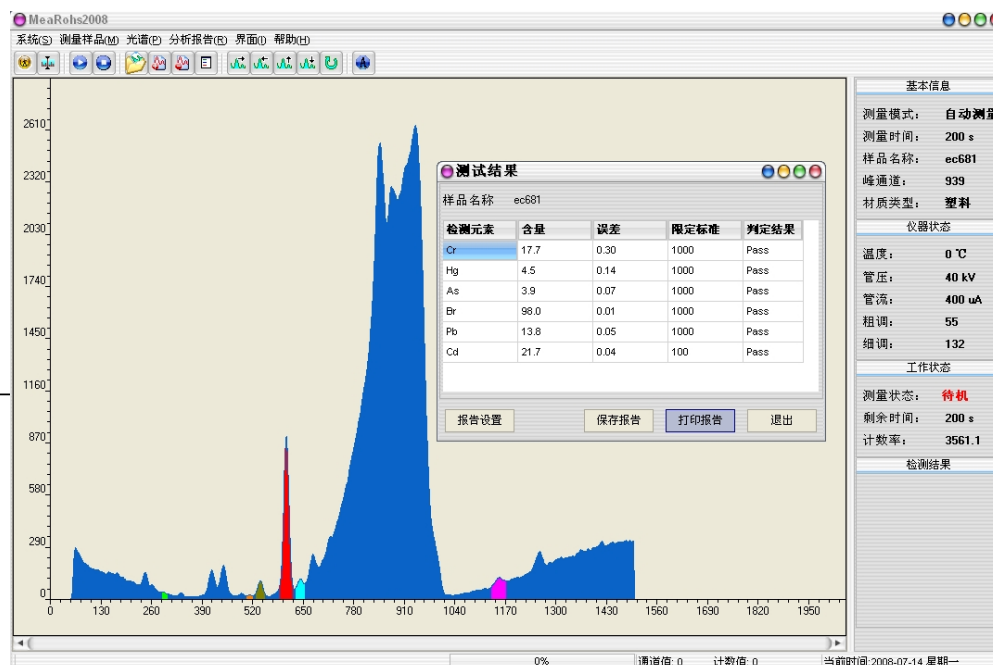 MeaRohs2008
系统(S) 测量样品(M) 光谱(P) 分析报告(R) 界面(I) 帮助(H)
2610
2320
2030
1740
1450
1160
870
580
290
0
0 130 260 390 520 650 780 910 1040 1170 1300 1430 1560 1690 1820 1950
测试结果
样品名称 ec681
检测元素 含量 误差 限定标准 判定结果
Cr 17.7 0.30 1000 Pass
Hg 4.5 0.14 1000 Pass
As 3.9 0.07 1000 Pass
Br 98.0 0.01 1000 Pass
Pb 13.8 0.05 1000 Pass
Cd 21.7 0.04 100 Pass
报告设置 保存报告 打印报告 退出
基本信息
测量模式: 自动测量
测量时间: 200 s
样品名称: ec681
峰通道: 939
材质类型: 塑料
仪器状态
温度: 0 ℃
管压: 40 kV
管流: 400 uA
粗调: 55
细调: 132
工作状态
测量状态: 待机
剩余时间: 200 s
计数率: 3561.1
检测结果
0% 通道值: 0 计数值: 0 当前时间:2008-07-14 星期一